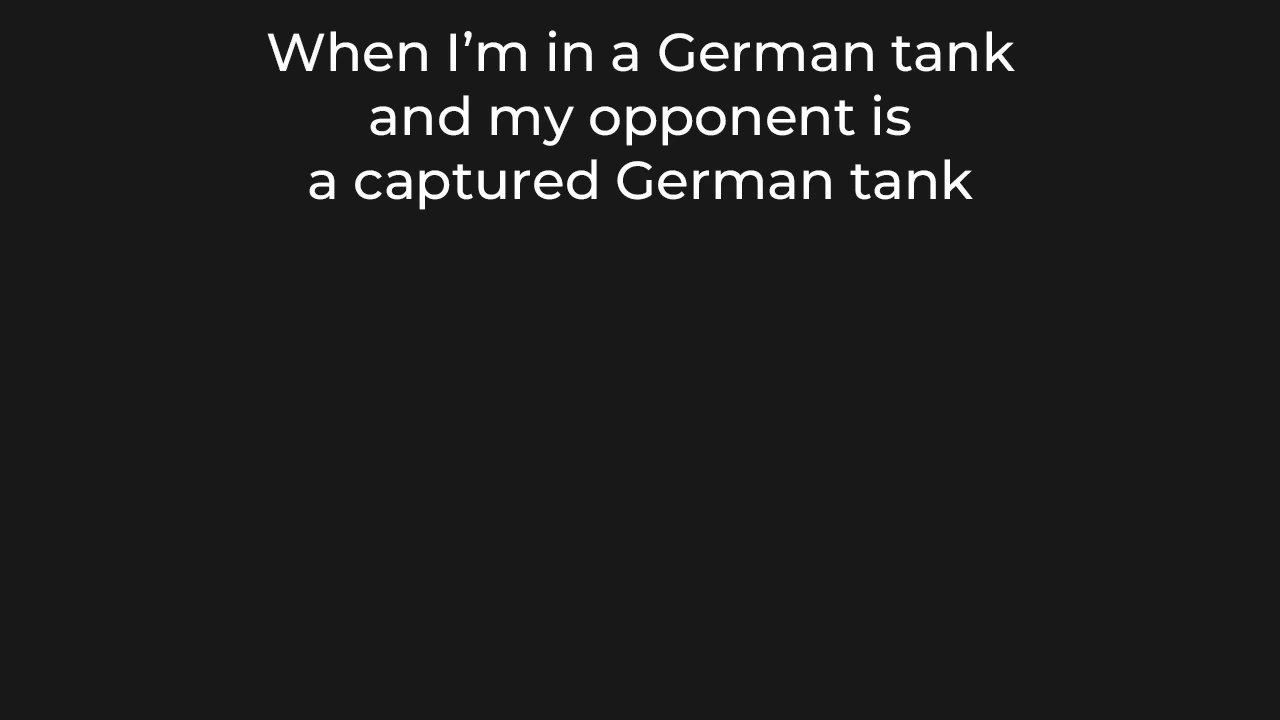 When I’m in a German tank
and my opponent is
a captured German tank